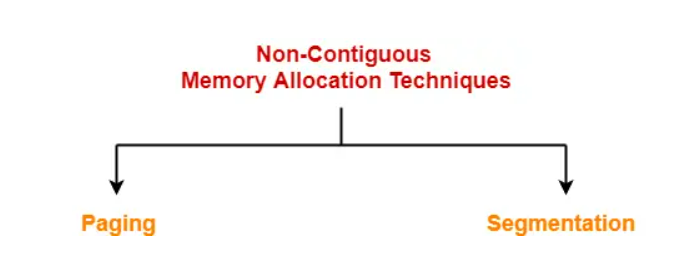 Non-Contiguous
Memory Allocation Techniques
Paging
Segmentation